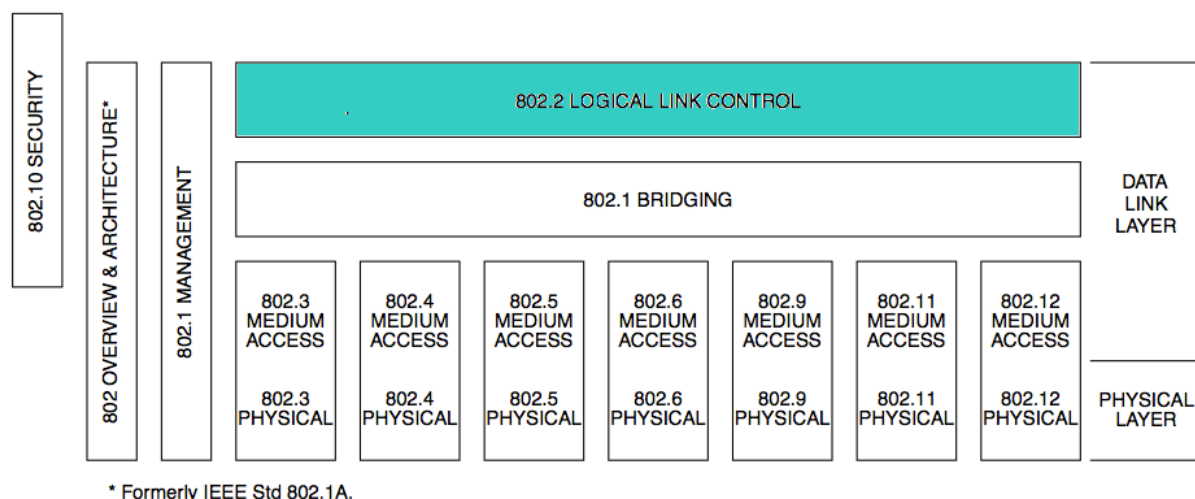 802.10 SECURITY
802 OVERVIEW & ARCHITECTURE*
802.1 MANAGEMENT
802.2 LOGICAL LINK CONTROL
802.1 BRIDGING
DATA
LINK
LAYER
802.3
MEDIUM
ACCESS
802.4
MEDIUM
ACCESS
802.5
MEDIUM
ACCESS
802.6
MEDIUM
ACCESS
802.9
MEDIUM
ACCESS
802.11
MEDIUM
ACCESS
802.12
MEDIUM
ACCESS
802.3
PHYSICAL
802.4
PHYSICAL
802.5
PHYSICAL
802.6
PHYSICAL
802.9
PHYSICAL
802.11
PHYSICAL
802.12
PHYSICAL
PHYSICAL
LAYER
* Formerly IEEE Std 802.1A.